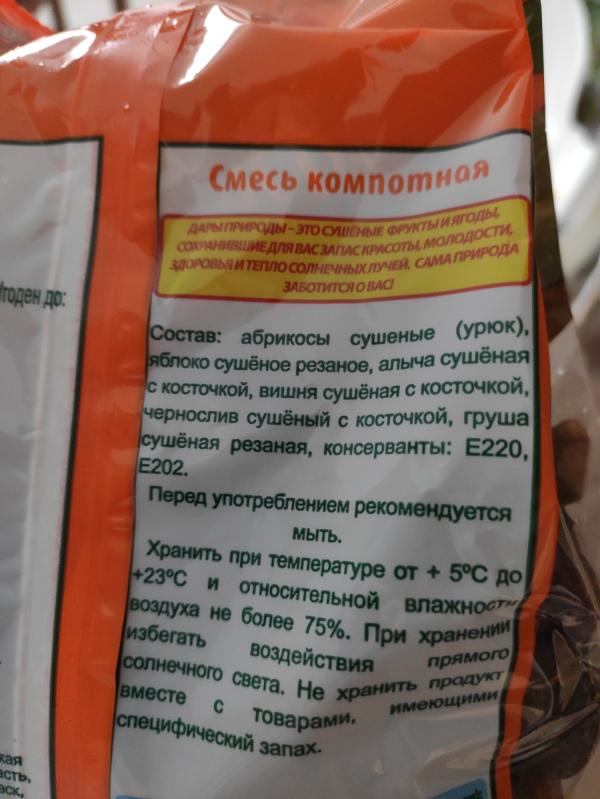 Смесь компотная
ДАРЫ ПРИРОДЫ – ЭТО СУШЁНЫЕ ФРУКТЫ И ЯГОДЫ,
СОХРАНИВШИЕ ДЛЯ ВАС ЗАПАС КРАСОТЫ, МОЛОДОСТИ,
ЗДОРОВЬЯ И ТЕПЛО СОЛНЕЧНЫХ ЛУЧЕЙ. САМА ПРИРОДА
ЗАБОТИТСЯ О ВАС!
Состав: абрикосы сушеные (урюк),
яблоко сушёное резаное, алыча сушёная
с косточкой, вишня сушёная с косточкой,
чернослив сушёный с косточкой, груша
сушёная резаная, консерванты: Е220,
Е202.
Перед употреблением рекомендуется
мыть.
Хранить при температуре от + 5ºС до
+23ºС и относительной влажности
воздуха не более 75%. При хранении
избегать воздействия прямого
солнечного света. Не хранить продукт
вместе с товарами, имеющими
специфический запах.
годен до: